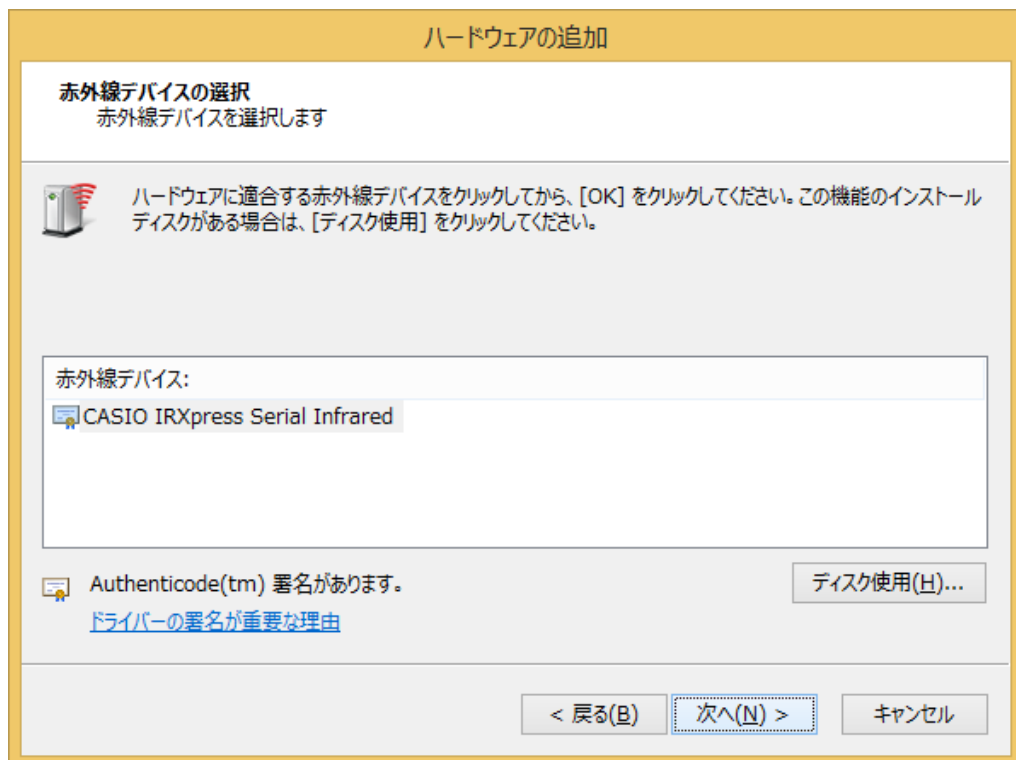 ハードウェアの追加
赤外線デバイスの選択
赤外線デバイスを選択します
ハードウェアに適合する赤外線デバイスをクリックしてから、[OK] をクリックしてください。この機能のインストール
ディスクがある場合は、[ディスク使用] をクリックしてください。
赤外線デバイス:
CASIO IRXpress Serial Infrared
Authenticode(tm) 署名があります。
ディスク使用(H)...
ドライバーの署名が重要な理由
< 戻る(B)
次へ(N) >
キャンセル